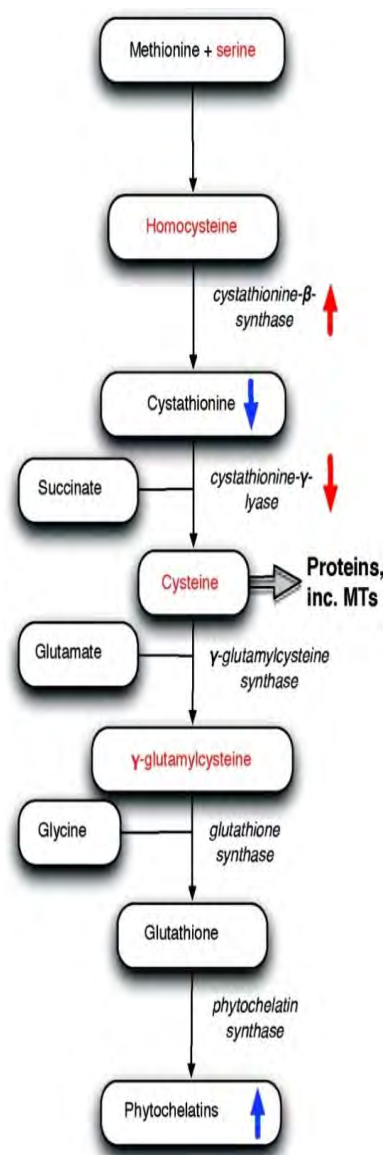 Methionine + serine
Homocysteine
cystathionine-β-
synthase
Cystathionine
Succinate
cystathionine-γ-
lyase
Cysteine
Proteins,
inc. MTs
Glutamate
γ-glutamylcysteine
synthase
γ-glutamylcysteine
Glycine
glutathione
synthase
Glutathione
phytochelatin
synthase
Phytochelatins